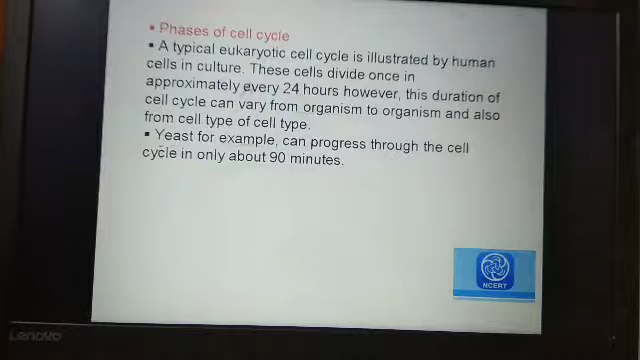 ▪ Phases of cell cycle
▪ A typical eukaryotic cell cycle is illustrated by human
cells in culture. These cells divide once in
approximately every 24 hours however, this duration of
cell cycle can vary from organism to organism and also
from cell type of cell type.
▪ Yeast for example, can progress through the cell
cycle in only about 90 minutes.
NCERT
Lenovo